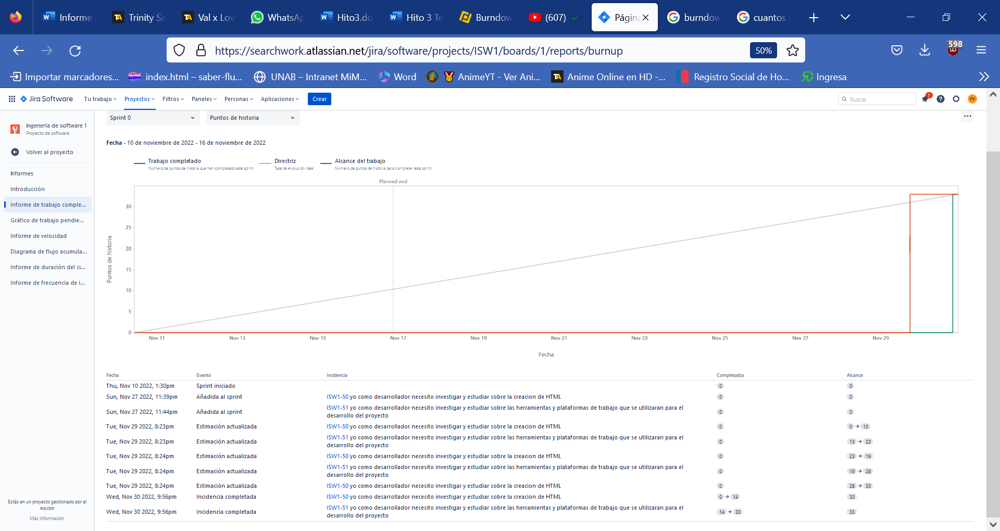 Informe
Trinity Se
Val x Lov
WhatsAp
Hito3.do
Hito 3 Te
Burndow
(607)
Página
burndow
cuantos
https://searchwork.atlassian.net/jira/software/projects/ISW1/boards/1/reports/burnup
50%
598
Importar marcadores...
index.html – saber-flu...
UNAB – Intranet MiM...
Word
AnimeYT - Ver Ani...
TA
Anime Online en HD -...
Registro Social de Ho...
Ingresa
Jira Software
Tu trabajo
Proyectos
Filtros
Paneles
Personas
Aplicaciones
Crear
Buscar
1
FV
ingeneria de software 1
Proyecto de software
Volver al proyecto
Informes
Introducción
Informe de trabajo comple...
Gráfico de trabajo pendie...
Informe de velocidad
Diagrama de flujo acumula...
Informe de duración del ci...
Informe de frecuencia de i...
Estás en un proyecto gestionado por el
equipo
Más información
Sprint 0
Puntos de historia
Fecha - 10 de noviembre de 2022 - 16 de noviembre de 2022
Trabajo completado
Número de puntos de historia que han completado este sprint
Directriz
Tasa de evolución ideal
Alcance del trabajo
Número de puntos de historia para completar este sprint
Planned end
Puntos de historia
30
25
20
15
10
5
0
Nov 11
Nov 13
Nov 15
Nov 17
Nov 19
Nov 21
Nov 23
Nov 25
Nov 27
Nov 29
Fecha
Fecha Evento Incidencia Completados Alcance
Thu, Nov 10 2022, 1:30pm Sprint iniciado 0 0
Sun, Nov 27 2022, 11:39pm Añadida al sprint ISW1-50 yo como desarrollador necesito investigar y estudiar sobre la creacion de HTML 0 0
Sun, Nov 27 2022, 11:44pm Añadida al sprint ISW1-51 yo como desarrollador necesito investigar y estudiar sobre las herramientas y plataformas de trabajo que se utilizaran para el
desarrollo del proyecto 0 0
Tue, Nov 29 2022, 8:23pm Estimación actualizada ISW1-50 yo como desarrollador necesito investigar y estudiar sobre la creacion de HTML 0 0 → 13
Tue, Nov 29 2022, 8:23pm Estimación actualizada ISW1-51 yo como desarrollador necesito investigar y estudiar sobre las herramientas y plataformas de trabajo que se utilizaran para el
desarrollo del proyecto 0 13 → 23
Tue, Nov 29 2022, 8:24pm Estimación actualizada ISW1-50 yo como desarrollador necesito investigar y estudiar sobre la creacion de HTML 0 23 → 19
Tue, Nov 29 2022, 8:24pm Estimación actualizada ISW1-51 yo como desarrollador necesito investigar y estudiar sobre las herramientas y plataformas de trabajo que se utilizaran para el
desarrollo del proyecto 0 19 → 28
Tue, Nov 29 2022, 8:24pm Estimación actualizada ISW1-50 yo como desarrollador necesito investigar y estudiar sobre la creacion de HTML 0 28 → 33
Wed, Nov 30 2022, 9:56pm Incidencia completada ISW1-50 yo como desarrollador necesito investigar y estudiar sobre la creacion de HTML 0 → 14 33
Wed, Nov 30 2022, 9:56pm Incidencia completada ISW1-51 yo como desarrollador necesito investigar y estudiar sobre las herramientas y plataformas de trabajo que se utilizaran para el
desarrollo del proyecto 14 → 33 33